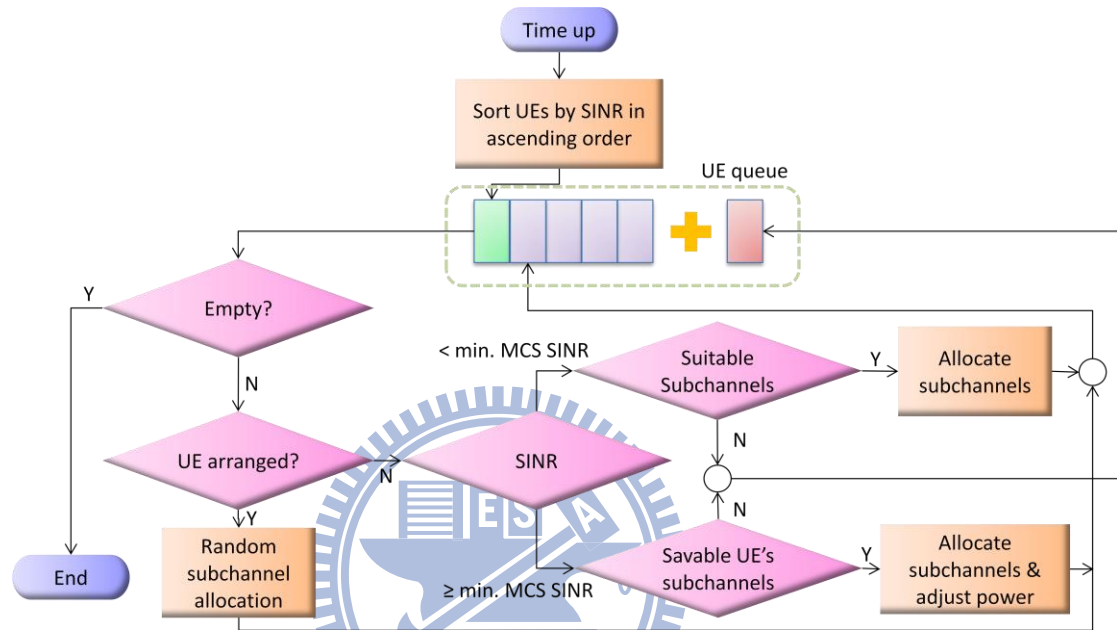 Time up
Sort UEs by SINR in
ascending order
UE queue
Y
Empty?
N
< min. MCS SINR
Suitable
Subchannels
Y
Allocate
subchannels
N
UE arranged?
N
SINR
Y
N
Random
subchannel
allocation
≥ min. MCS SINR
Savable UE's
subchannels
Y
Allocate
subchannels &
adjust power
End
E S A